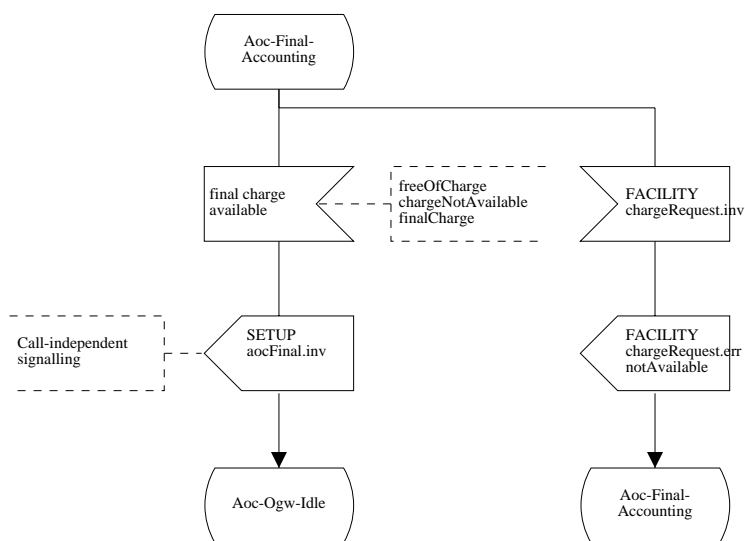 Aoc-Final-
Accounting
final charge
available
freeOfCharge
chargeNotAvailable
finalCharge
FACILITY
chargeRequest.inv
Call-independent
signalling
SETUP
aocFinal.inv
FACILITY
chargeRequest.err
notAvailable
Aoc-Ogw-Idle
Aoc-Final-
Accounting